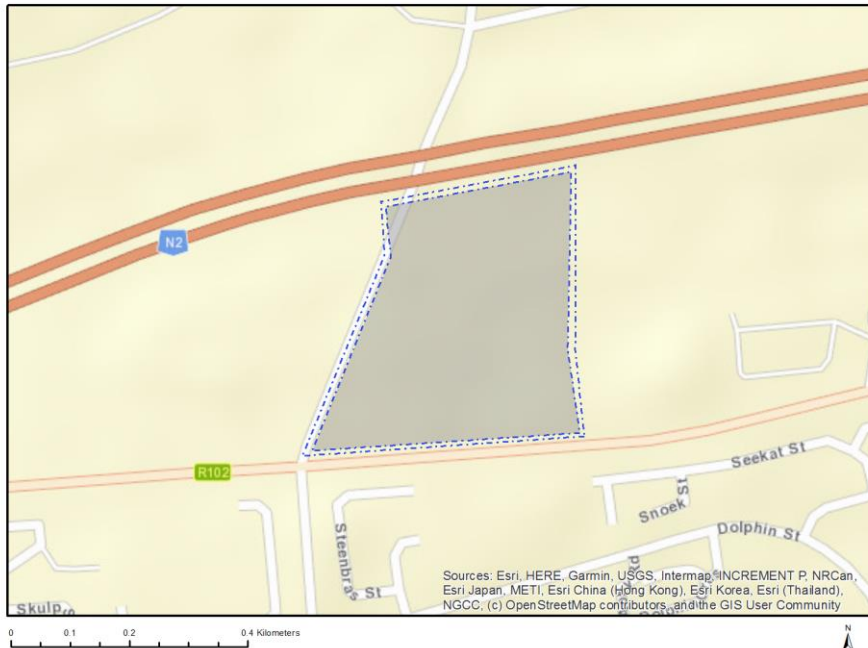 N2
R102
Seekat St
Snoek St
Dolphin St
Steenbras St
Sources: Esri, HERE, Garmin, USGS, Intermap, INCREMENT P, NRCan,
Esri Japan, METI, Esri China (Hong Kong), Esri Korea, Esri (Thailand),
NGCC, (c) OpenStreetMap contributors, and the GIS User Community
0 0.1 0.2 0.4 Kilometers
N